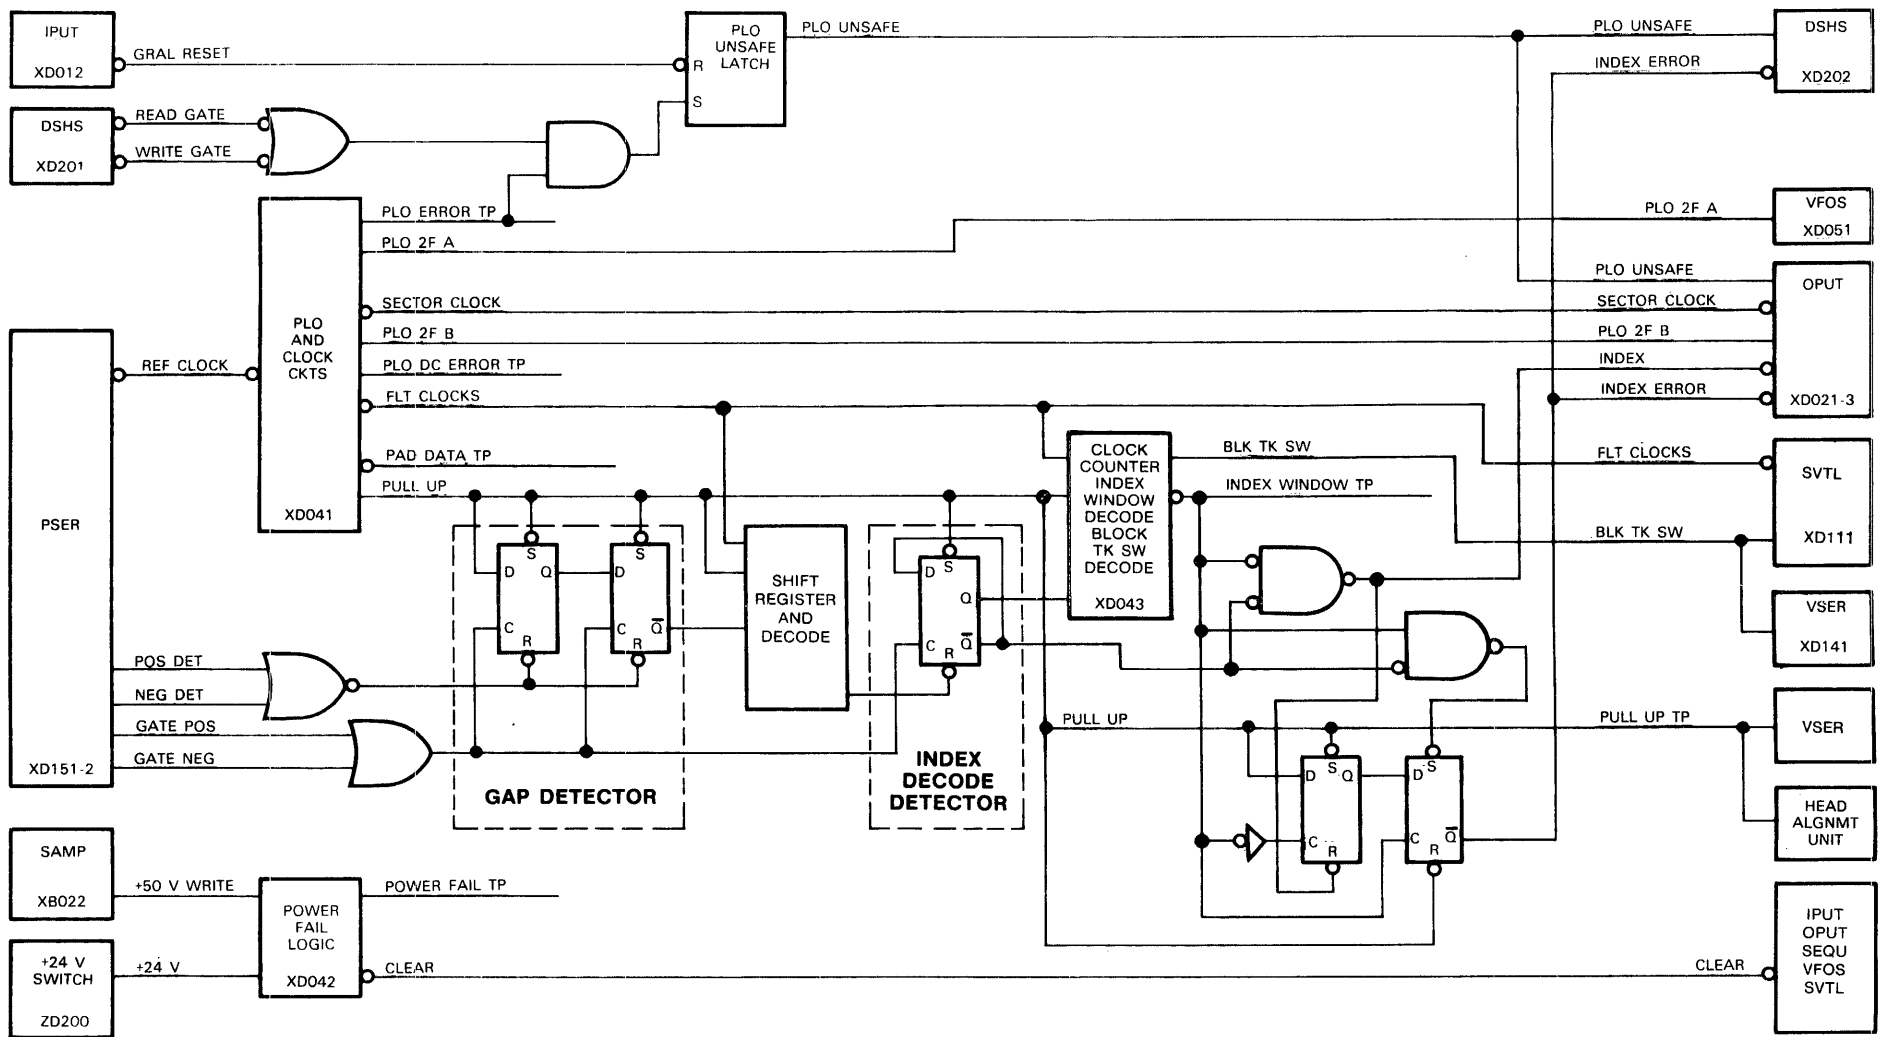 IPUT
XD012
GRAL RESET
R
S
PLO
UNSAFE
LATCH
PLO UNSAFE
PLO UNSAFE
INDEX ERROR
DSHS
XD202
DSHS
XD201
READ GATE
WRITE GATE
PLO ERROR TP
PLO 2F A
PLO 2F A
VFOS
XD051
PLO
AND
CLOCK
CKTS
XD041
SECTOR CLOCK
PLO 2F B
PLO DC ERROR TP
FLT CLOCKS
PAD DATA TP
PULL UP
PLO UNSAFE
SECTOR CLOCK
PLO 2F B
INDEX
INDEX ERROR
OPUT
XD021-3
PSER
XD151-2
REF CLOCK
POS DET
NEG DET
GATE POS
GATE NEG
S
D
Q
C
R
S
D
C
Q
R
GAP DETECTOR
SHIFT
REGISTER
AND
DECODE
S
D
Q
C
Q
R
INDEX
DECODE
DETECTOR
CLOCK
COUNTER
INDEX
WINDOW
DECODE
BLOCK
TK SW
DECODE
XD043
BLK TK SW
INDEX WINDOW TP
FLT CLOCKS
BLK TK SW
SVTL
XD111
VSER
XD141
PULL UP
PULL UP TP
VSER
HEAD
ALGNMT
UNIT
S
D
Q
C
R
S
D
C
Q
R
SAMP
XB022
+50 V WRITE
+24 V
SWITCH
ZD200
+24 V
POWER
FAIL
LOGIC
XD042
POWER FAIL TP
CLEAR
CLEAR
IPUT
OPUT
SEQU
VFOS
SVTL